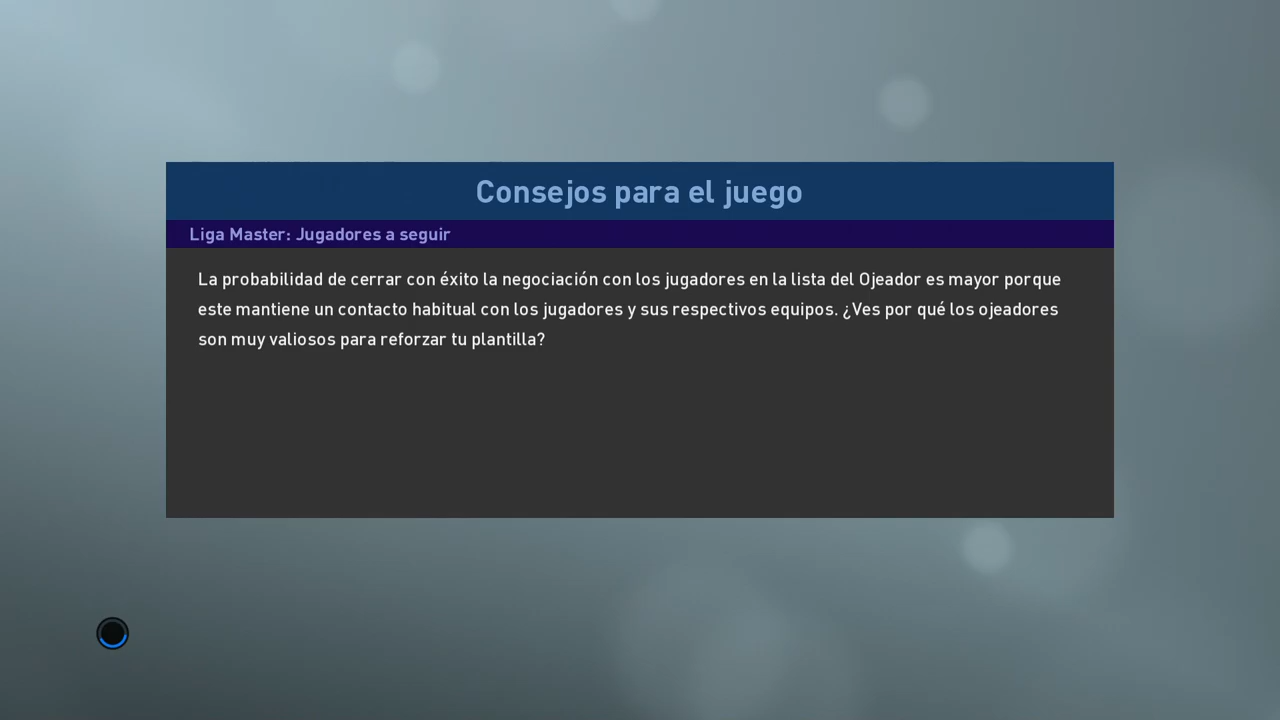 Consejos para el juego
Liga Master: Jugadores a seguir
La probabilidad de cerrar con éxito la negociación con los jugadores en la lista del Ojeador es mayor porque
este mantiene un contacto habitual con los jugadores y sus respectivos equipos. ¿Ves por qué los ojeadores
son muy valiosos para reforzar tu plantilla?